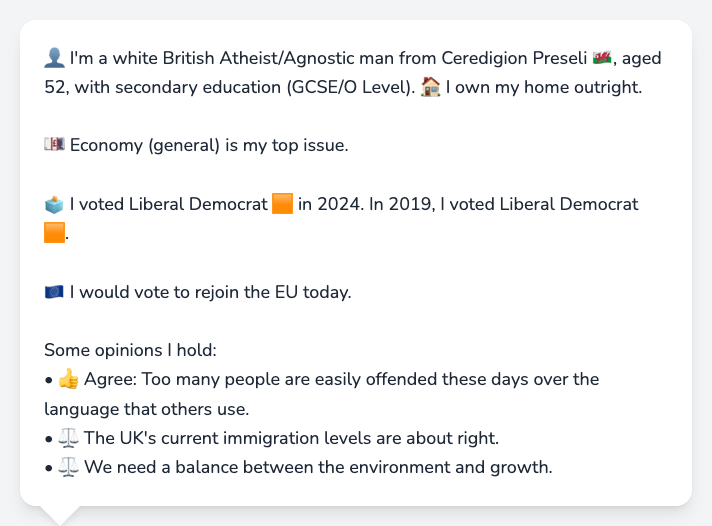 👤 I'm a white British Atheist/Agnostic man from Ceredigion Preseli 🏴󠁧󠁢󠁷󠁬󠁳󠁿, aged
52, with secondary education (GCSE/O Level). 🏠 I own my home outright.
💷 Economy (general) is my top issue.
🗳️ I voted Liberal Democrat 🟧 in 2024. In 2019, I voted Liberal Democrat
🟧.
🇪🇺 I would vote to rejoin the EU today.
Some opinions I hold:
• 👍 Agree: Too many people are easily offended these days over the
language that others use.
• ⚖️ The UK's current immigration levels are about right.
• ⚖️ We need a balance between the environment and growth.